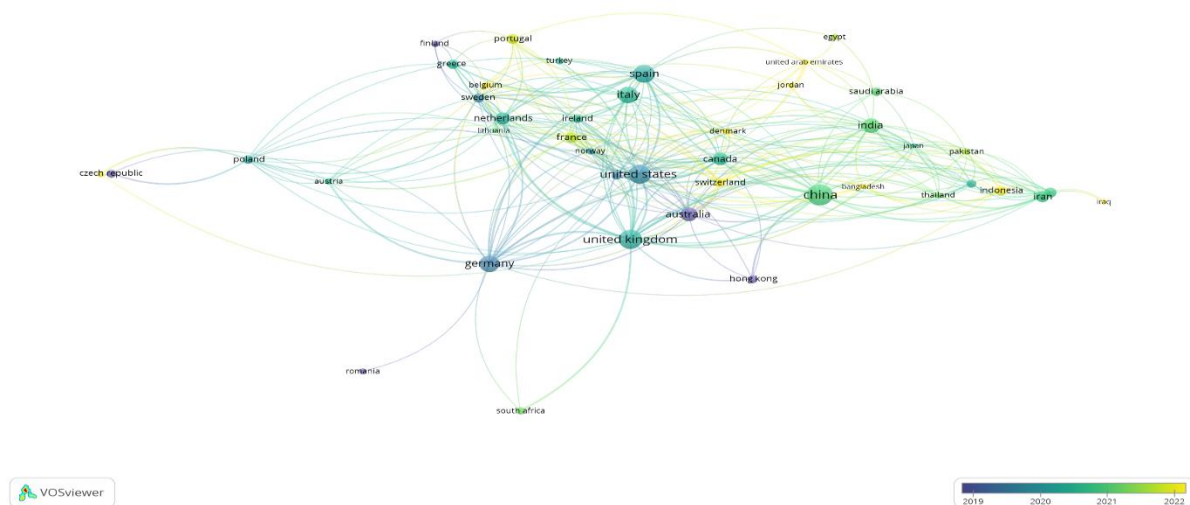 egypt
portugal
finland
turkey
united arab emirates
greece
spain
belgium
jordan
saudi arabia
italy
sweden
netherlands
ireland
india
lithuania
denmark
france
japan
norway
pakistan
poland
canada
czech republic
united states
austria
switzerland
bangladesh
indonesia
china
thailand
iran
iraq
australia
united kingdom
germany
hong kong
romania
south africa
VOSviewer
2019 2020 2021 2022